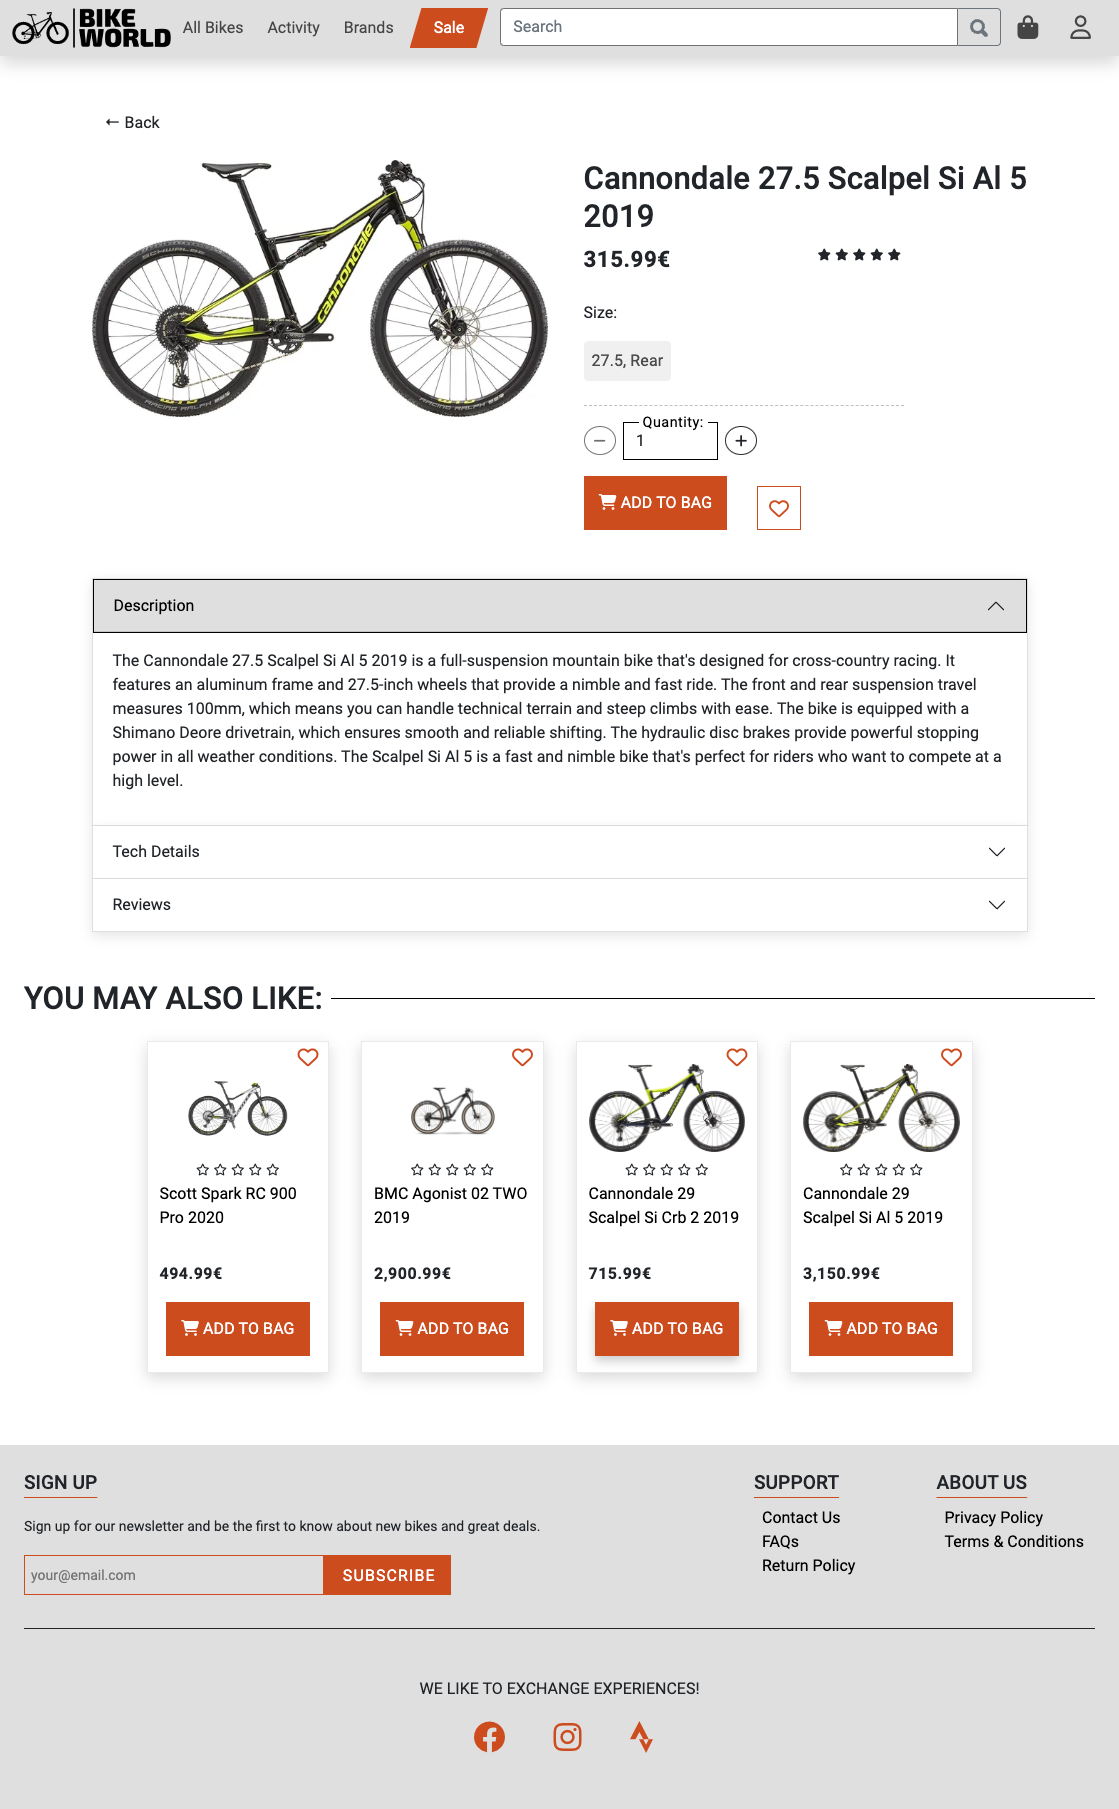 BIKE
WORLD
All Bikes
Activity
Brands
Sale
Search
← Back
cannondale
SCHWALBE
SCHWALBE
RACING RALPH
RACING RALPH
Cannondale 27.5 Scalpel Si Al 5
2019
315.99€
Size:
27.5, Rear
Quantity:
1
ADD TO BAG
Description
The Cannondale 27.5 Scalpel Si Al 5 2019 is a full-suspension mountain bike that's designed for cross-country racing. It
features an aluminum frame and 27.5-inch wheels that provide a nimble and fast ride. The front and rear suspension travel
measures 100mm, which means you can handle technical terrain and steep climbs with ease. The bike is equipped with a
Shimano Deore drivetrain, which ensures smooth and reliable shifting. The hydraulic disc brakes provide powerful stopping
power in all weather conditions. The Scalpel Si Al 5 is a fast and nimble bike that's perfect for riders who want to compete at a
high level.
Tech Details
Reviews
YOU MAY ALSO LIKE:
Scott Spark RC 900
Pro 2020
494.99€
ADD TO BAG
BMC Agonist 02 TWO
2019
2,900.99€
ADD TO BAG
Cannondale 29
Scalpel Si Crb 2 2019
715.99€
ADD TO BAG
Cannondale 29
Scalpel Si Al 5 2019
3,150.99€
ADD TO BAG
SIGN UP
Sign up for our newsletter and be the first to know about new bikes and great deals.
your@email.com
SUBSCRIBE
SUPPORT
Contact Us
FAQs
Return Policy
ABOUT US
Privacy Policy
Terms & Conditions
WE LIKE TO EXCHANGE EXPERIENCES!